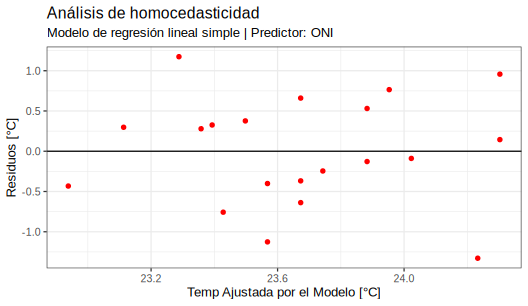 Análisis de homocedasticidad
Modelo de regresión lineal simple | Predictor: ONI
Residuos [°C]
1.0
0.5
0.0
-0.5
-1.0
23.2
23.6
24.0
Temp Ajustada por el Modelo [°C]